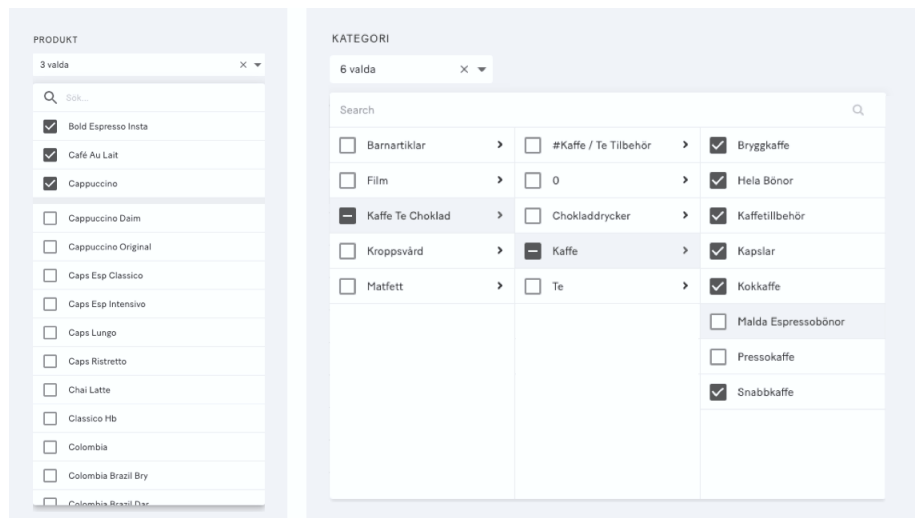 PRODUKT
3 valda
Sök...
Bold Espresso Insta
Café Au Lait
Cappuccino
Cappuccino Daim
Cappuccino Original
Caps Esp Classico
Caps Esp Intensivo
Caps Lungo
Caps Ristretto
Chai Latte
Classico Hb
Colombia
Colombia Brazil Bry
Colombia Brazil Dar
KATEGORI
6 valda
Search
Barnartiklar
Film
Kaffe Te Choklad
Kroppsvård
Matfett
#Kaffe / Te Tilbehör
0
Chokladdrycker
Kaffe
Te
Bryggkaffe
Hela Bönor
Kaffetillbehör
Kapslar
Kokkaffe
Malda Espressobönor
Pressokaffe
Snabbkaffe